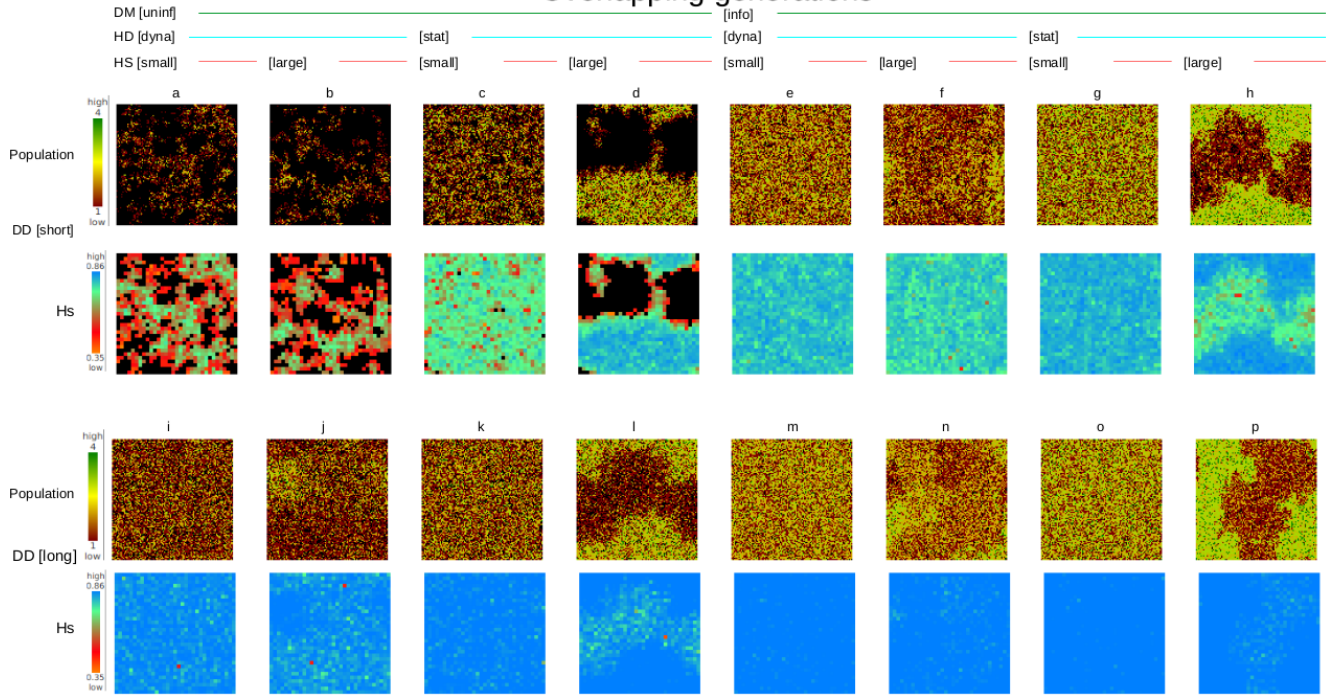 Overlapping generations
DM [uninf] [info]
HD [dyna] [stat] [dyna] [stat]
HS [small] [large] [small] [large] [small] [large] [small] [large]
a b c d e f g h
high
4
Population
1
low
DD [short]
high
0.86
Hs
0.35
low
i j k l m n o p
high
4
Population
1
DD [long] low
high
0.86
Hs
0.35
low